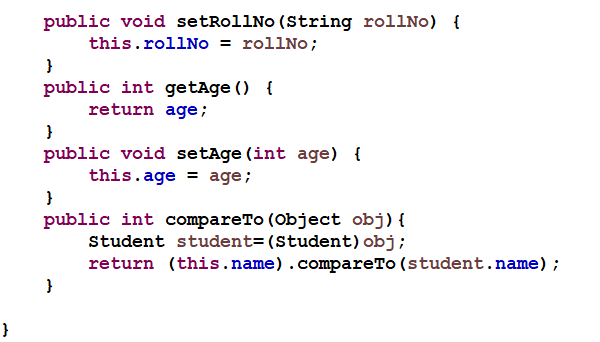 public void setRollNo(String rollNo) {
this.rollNo = rollNo;
}
public int getAge() {
return age;
}
public void setAge(int age) {
this.age = age;
}
public int compareTo(Object obj){
Student student=(Student)obj;
return (this.name).compareTo(student.name);
}
}